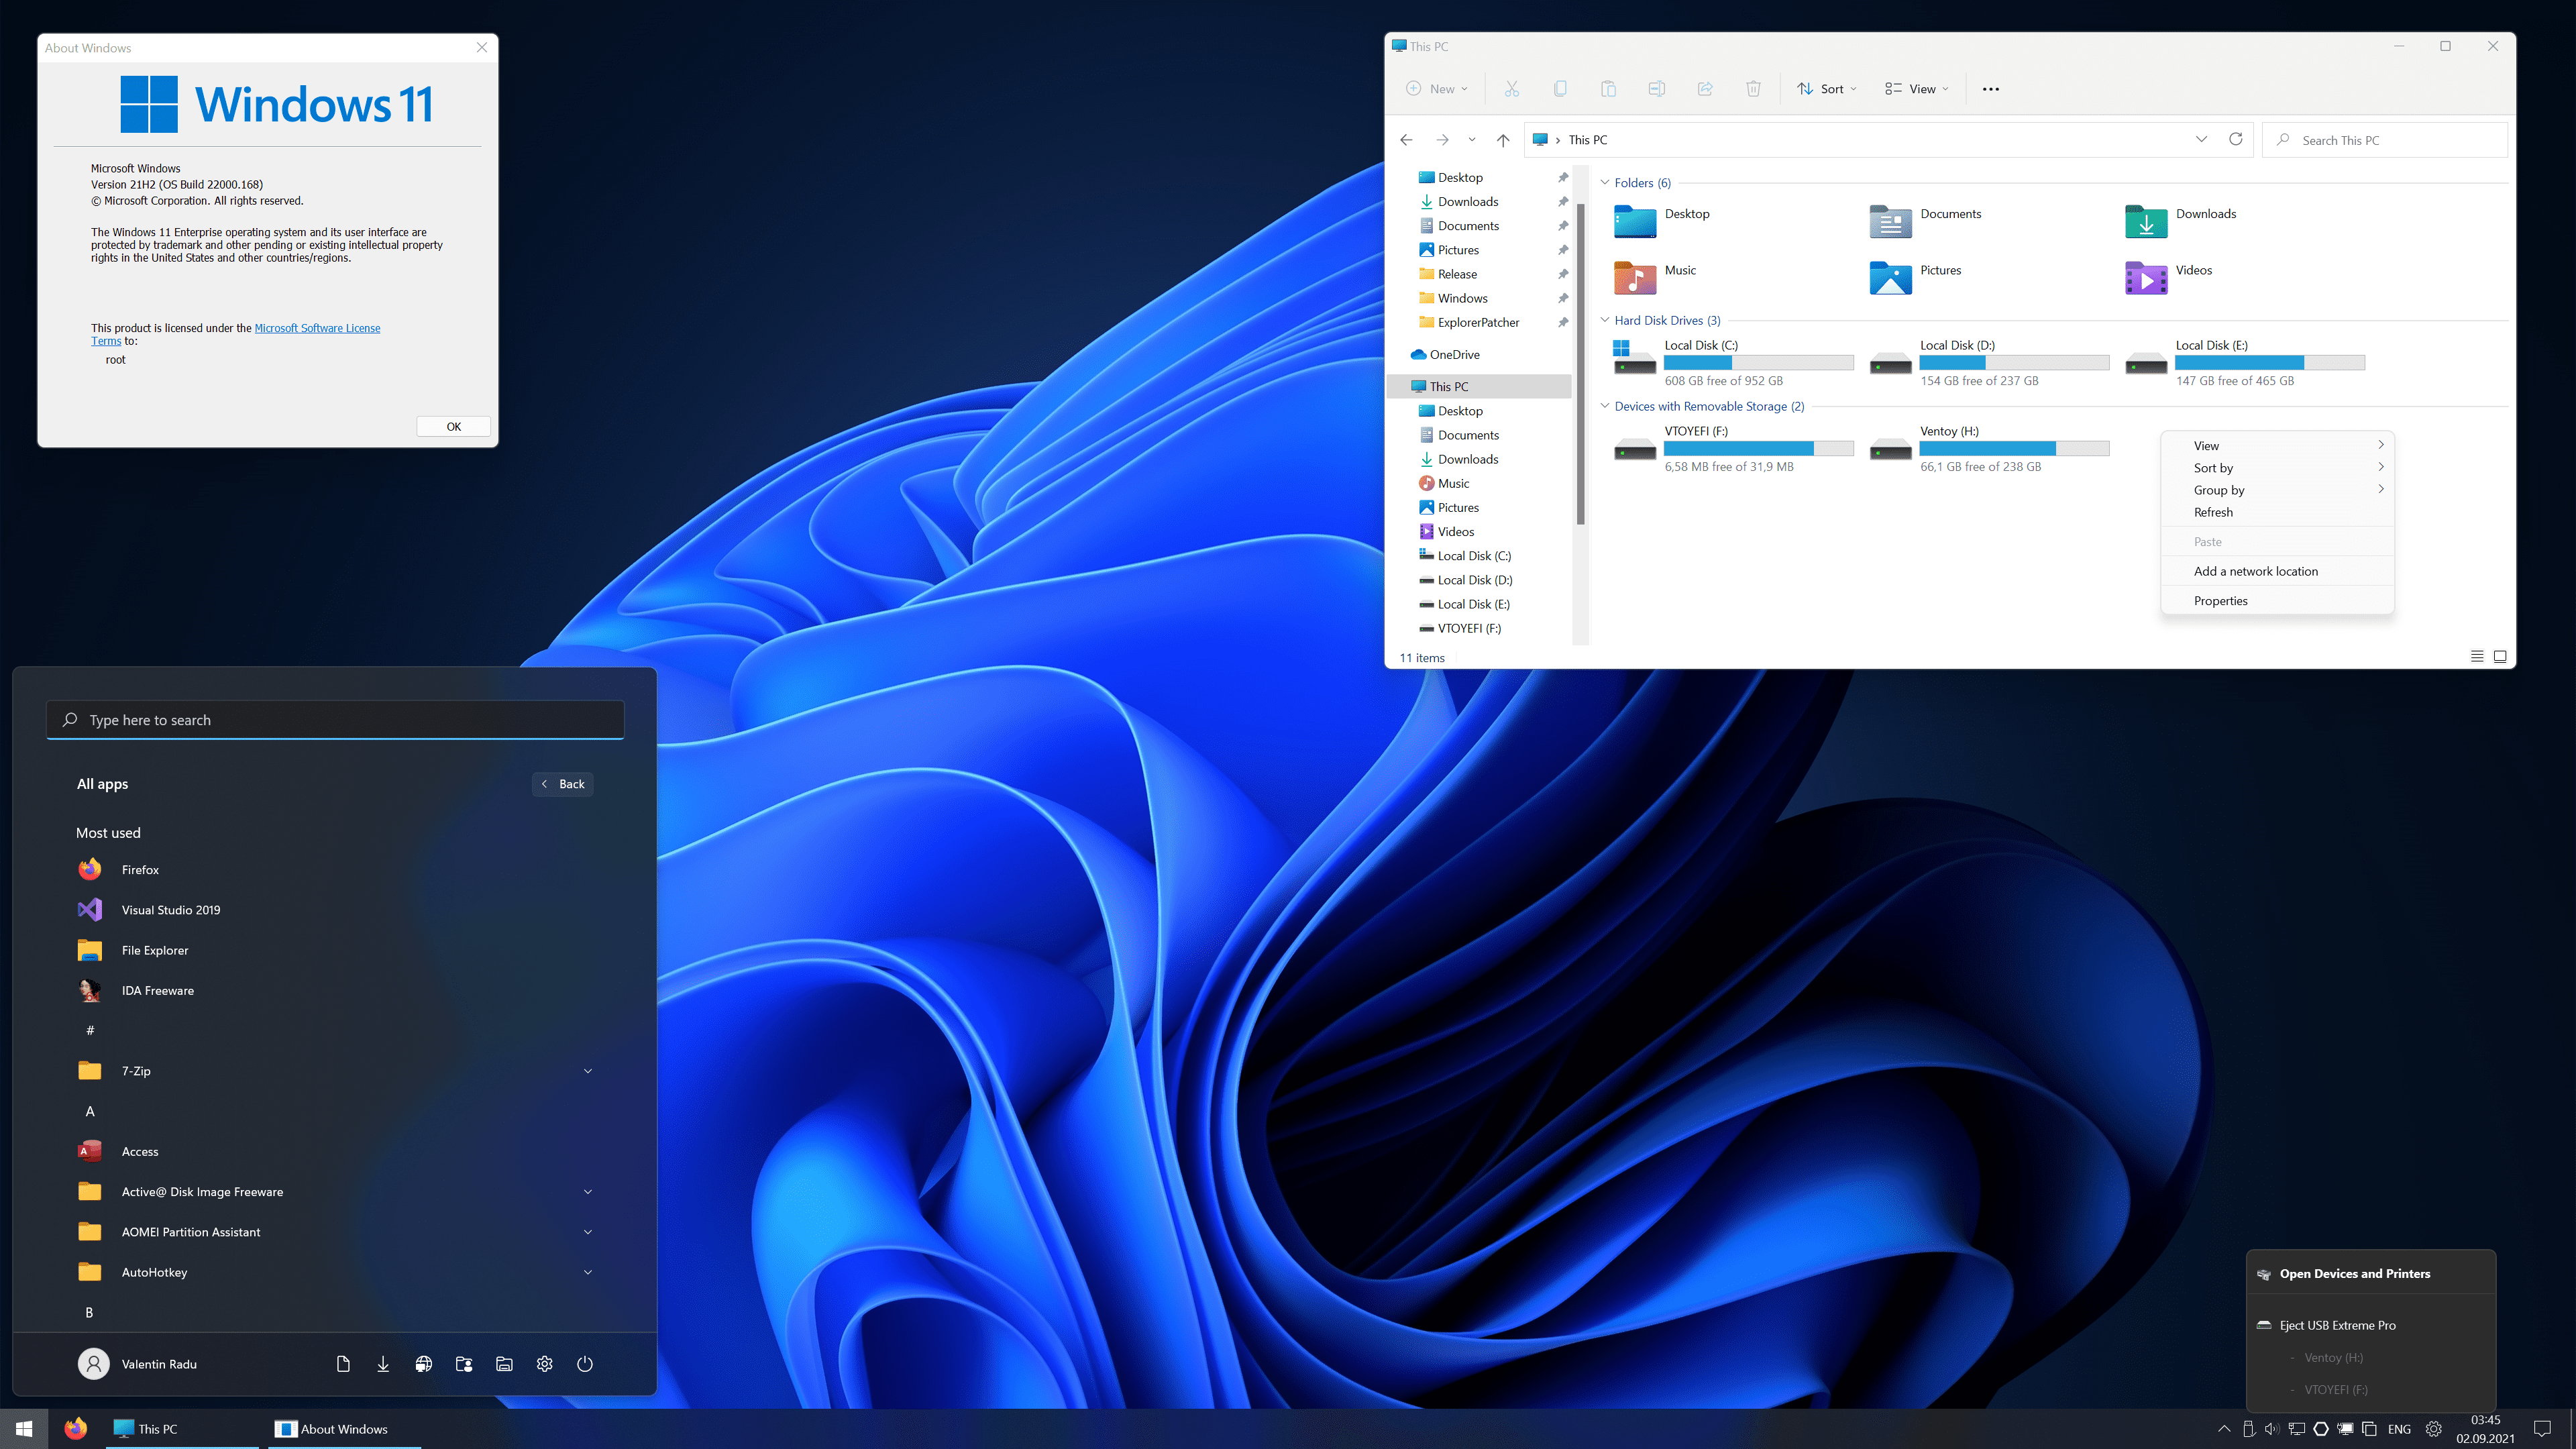 About Windows
Windows 11
Microsoft Windows
Version 21H2 (OS Build 22000.168)
© Microsoft Corporation. All rights reserved.
The Windows 11 Enterprise operating system and its user interface are
protected by trademark and other pending or existing intellectual property
rights in the United States and other countries/regions.
This product is licensed under the Microsoft Software License
Terms to:
root
OK
This PC
New
Sort
View
This PC
Search This PC
Desktop
Downloads
Documents
Pictures
Release
Windows
ExplorerPatcher
OneDrive
This PC
Desktop
Documents
Downloads
Music
Pictures
Videos
Local Disk (C:)
Local Disk (D:)
Local Disk (E:)
VTOYEFI (F:)
Folders (6)
Desktop
Documents
Downloads
Music
Pictures
Videos
Hard Disk Drives (3)
Local Disk (C:)
608 GB free of 952 GB
Local Disk (D:)
154 GB free of 237 GB
Local Disk (E:)
147 GB free of 465 GB
Devices with Removable Storage (2)
VTOYEFI (F:)
6,58 MB free of 31,9 MB
Ventoy (H:)
66,1 GB free of 238 GB
View
Sort by
Group by
Refresh
Paste
Add a network location
Properties
11 items
Type here to search
All apps
Back
Most used
Firefox
Visual Studio 2019
File Explorer
IDA Freeware
#
7-Zip
A
Access
Active@ Disk Image Freeware
AOMEI Partition Assistant
AutoHotkey
B
Valentin Radu
Open Devices and Printers
Eject USB Extreme Pro
- Ventoy (H:)
- VTOYEFI (F:)
This PC
About Windows
ENG
03:45
02.09.2021